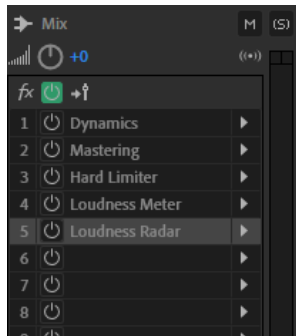 Mix M (S)
+0
fx
1 Dynamics
2 Mastering
3 Hard Limiter
4 Loudness Meter
5 Loudness Radar
6
7
8